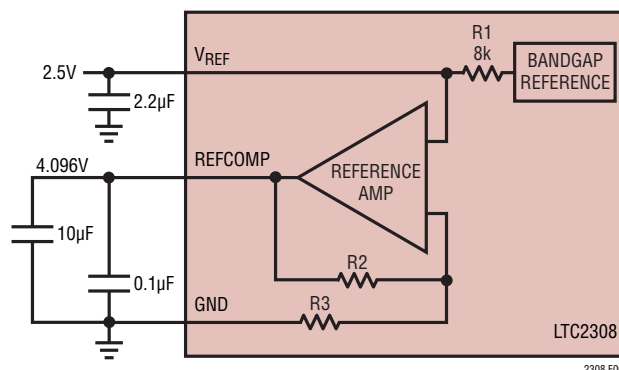 R1
8k
BANDGAP
REFERENCE
VREF
2.5V
2.2µF
REFCOMP
4.096V
REFERENCE
AMP
10µF
0.1µF
R2
GND
R3
LTC2308